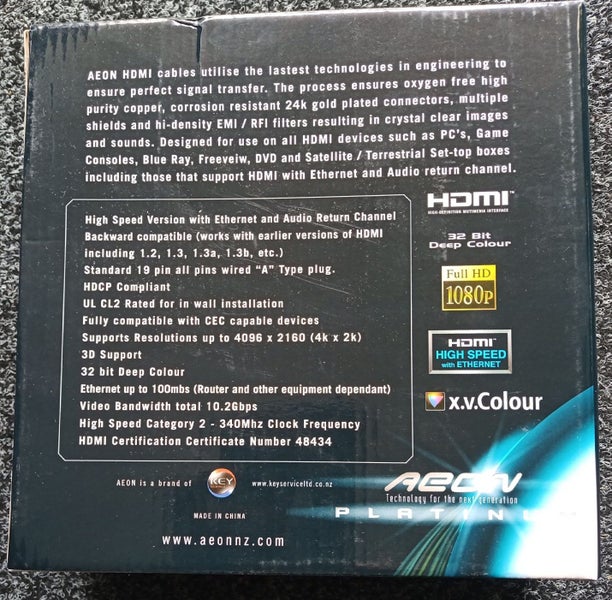 AEON HDMI cables utilise the lastest technologies in engineering to
ensure perfect signal transfer. The process ensures oxygen free high
purity copper, corrosion resistant 24k gold plated connectors, multiple
shields and hi-density EMI / RFI filters resulting in crystal clear images
and sounds. Designed for use on all HDMI devices such as PC's, Game
Consoles, Blue Ray, Freeveiw, DVD and Satellite / Terrestrial Set-top boxes
including those that support HDMI with Ethernet and Audio return channel.
High Speed Version with Ethernet and Audio Return Channel
Backward compatible (works with earlier versions of HDMI
including 1.2, 1.3, 1.3a, 1.3b, etc.)
Standard 19 pin all pins wired “A” Type plug.
HDCP Compliant
UL CL2 Rated for in wall installation
Fully compatible with CEC capable devices
Supports Resolutions up to 4096 x 2160 (4k x 2k)
3D Support
32 bit Deep Colour
Ethernet up to 100mbs (Router and other equipment dependant)
Video Bandwidth total 10.2Gbps
High Speed Category 2 - 340Mhz Clock Frequency
HDMI Certification Certificate Number 48434
HDMI™
HIGH-DEFINITION MULTIMEDIA INTERFACE
32 Bit
Deep Colour
Full HD
1080p
HDMI
HIGH SPEED
with ETHERNET
x.v.Colour
AEON is a brand of
KEY
www.keyserviceltd.co.nz
MADE IN CHINA
www.aeonnz.com
AEON
Technology for the next generation
PLATINUM